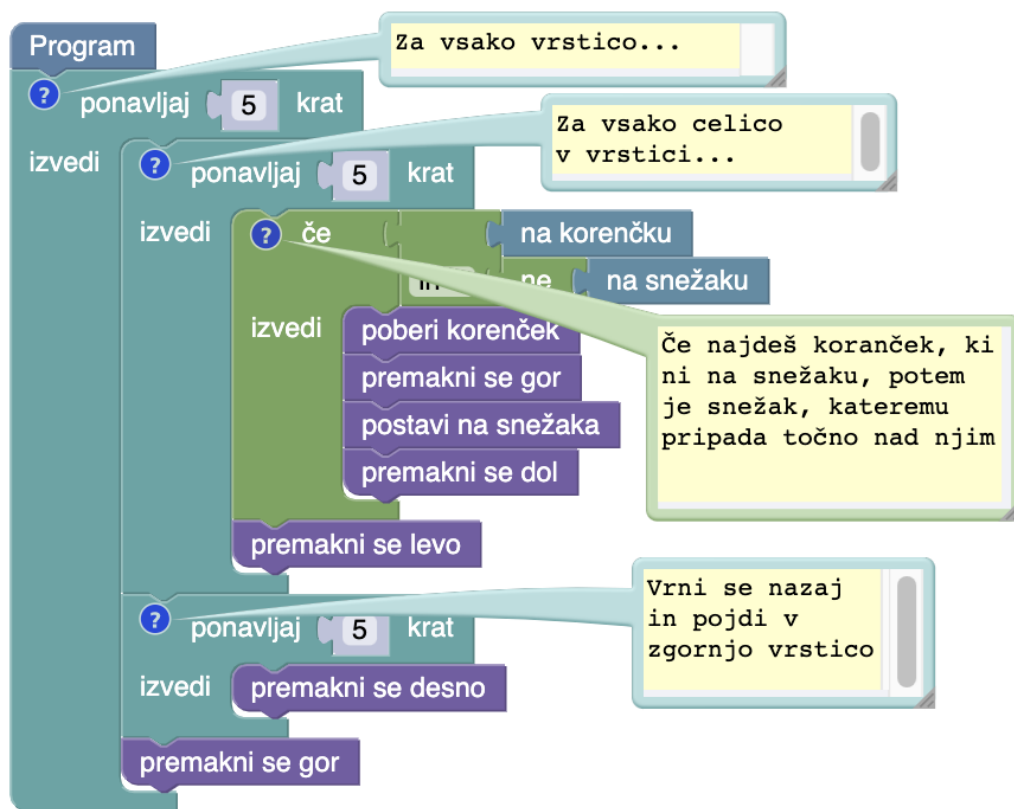 Program
Za vsako vrstico...
ponavljaj 5 krat
Za vsako celico
v vrstici...
izvedi
ponavljaj 5 krat
izvedi
če
na korenčku
in
ne
na snežaku
izvedi
poberi korenček
Če najdeš koranček, ki
ni na snežaku, potem
je snežak, kateremu
pripada točno nad njim
premakni se gor
postavi na snežaka
premakni se dol
premakni se levo
Vrni se nazaj
in pojdi v
zgornjo vrstico
ponavljaj 5 krat
izvedi
premakni se desno
premakni se gor